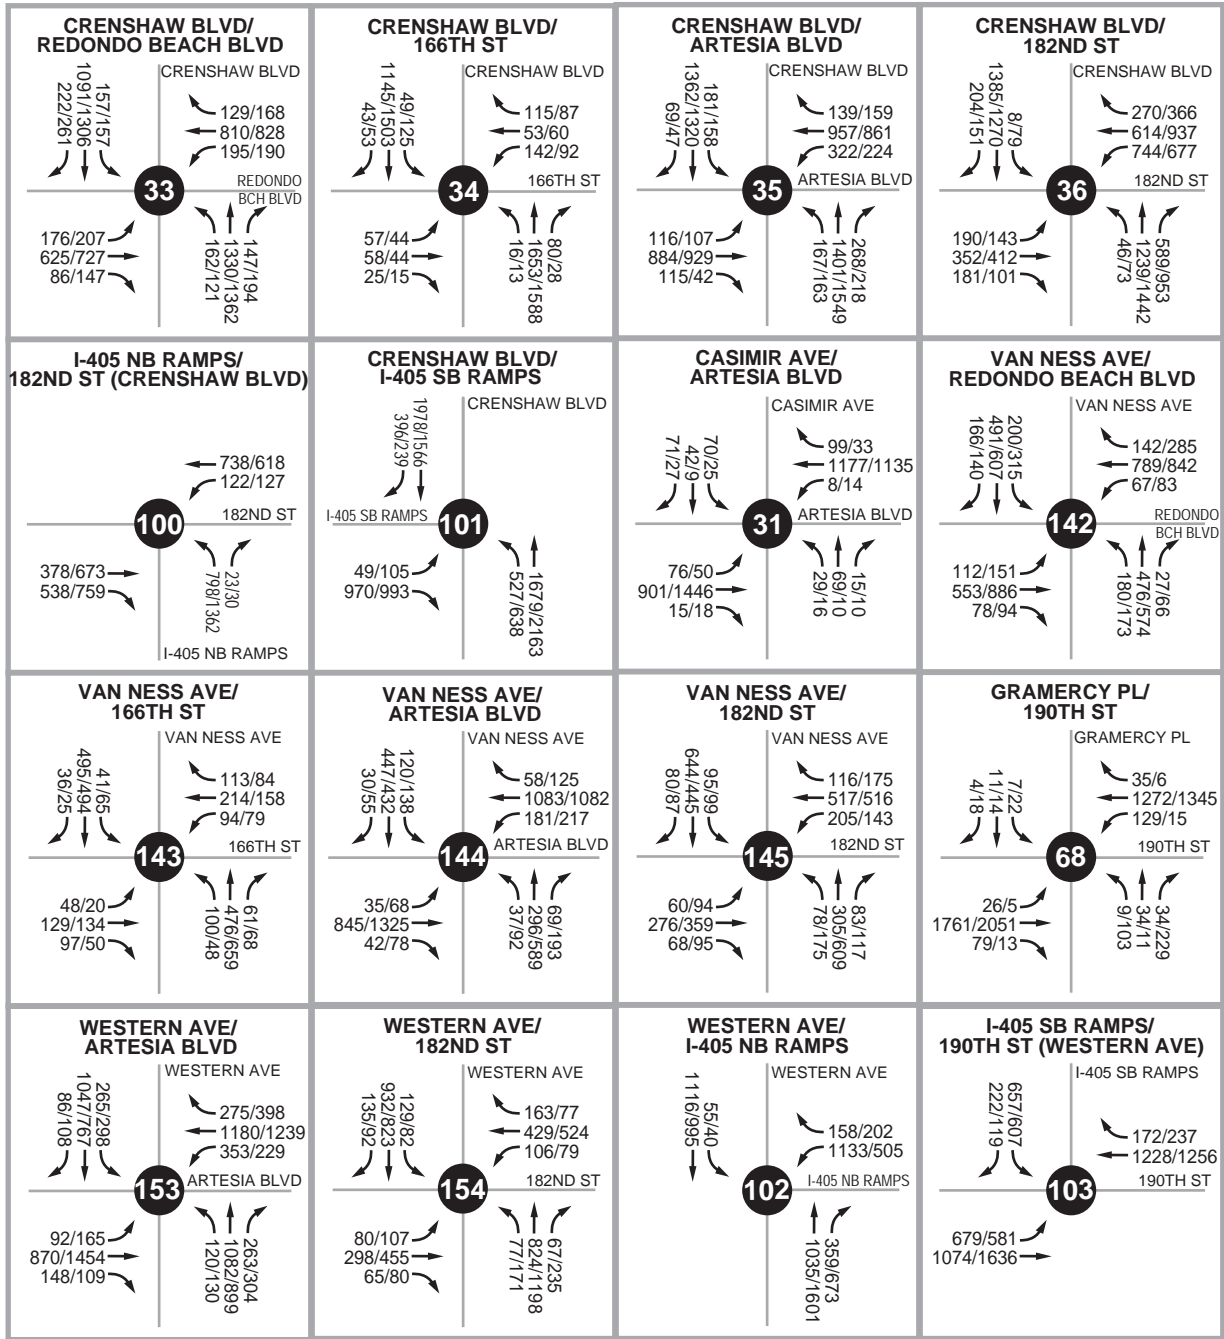 CRENSHAW BLVD/
REDONDO BEACH BLVD
CRENSHAW BLVD
222/261
1091/1306
157/157
129/168
810/828
195/190
33
REDONDO
BCH BLVD
176/207
625/727
86/147
162/121
1330/1362
147/194
CRENSHAW BLVD/
166TH ST
CRENSHAW BLVD
43/53
1145/1503
49/125
115/87
53/60
142/92
34
166TH ST
57/44
58/44
25/15
16/13
1653/1588
80/28
CRENSHAW BLVD/
ARTESIA BLVD
CRENSHAW BLVD
69/47
1362/1320
181/158
139/159
957/861
322/224
35
ARTESIA BLVD
116/107
884/929
115/42
167/163
1401/1549
268/218
CRENSHAW BLVD/
182ND ST
CRENSHAW BLVD
204/151
1385/1270
8/79
270/366
614/937
744/677
36
182ND ST
190/143
352/412
181/101
46/73
1239/1442
589/953
I-405 NB RAMPS/
182ND ST (CRENSHAW BLVD)
738/618
122/127
100
182ND ST
378/673
538/759
798/1362
23/30
I-405 NB RAMPS
CRENSHAW BLVD/
I-405 SB RAMPS
CRENSHAW BLVD
396/239
1978/1566
I-405 SB RAMPS
101
49/105
970/993
527/638
1679/2163
CASIMIR AVE/
ARTESIA BLVD
CASIMIR AVE
71/27
42/9
70/25
99/33
1177/1135
8/14
31
ARTESIA BLVD
76/50
901/1446
15/18
29/16
69/10
15/10
VAN NESS AVE/
REDONDO BEACH BLVD
VAN NESS AVE
166/140
491/607
200/315
142/285
789/842
67/83
142
REDONDO
BCH BLVD
112/151
553/886
78/94
180/173
476/574
27/66
VAN NESS AVE/
166TH ST
VAN NESS AVE
36/25
495/494
41/65
113/84
214/158
94/79
143
166TH ST
48/20
129/134
97/50
100/48
476/659
61/68
VAN NESS AVE/
ARTESIA BLVD
VAN NESS AVE
30/55
447/432
120/138
58/125
1083/1082
181/217
144
ARTESIA BLVD
35/68
845/1325
42/78
37/92
296/589
69/193
VAN NESS AVE/
182ND ST
VAN NESS AVE
80/87
644/445
95/99
116/175
517/516
205/143
145
182ND ST
60/94
276/359
68/95
78/175
305/609
83/117
GRAMERCY PL/
190TH ST
GRAMERCY PL
4/18
11/14
7/22
35/6
1272/1345
129/15
68
190TH ST
26/5
1761/2051
79/13
9/103
34/11
34/229
WESTERN AVE/
ARTESIA BLVD
WESTERN AVE
86/108
1047/767
265/298
275/398
1180/1239
353/229
153
ARTESIA BLVD
92/165
870/1454
148/109
120/130
1082/899
263/304
WESTERN AVE/
182ND ST
WESTERN AVE
135/92
932/823
129/82
163/77
429/524
106/79
154
182ND ST
80/107
298/455
65/80
77/171
824/1198
67/235
WESTERN AVE/
I-405 NB RAMPS
WESTERN AVE
1116/995
55/40
158/202
1133/505
102
I-405 NB RAMPS
1035/1601
359/673
I-405 SB RAMPS/
190TH ST (WESTERN AVE)
I-405 SB RAMPS
222/119
657/607
172/237
1228/1256
103
190TH ST
679/581
1074/1636